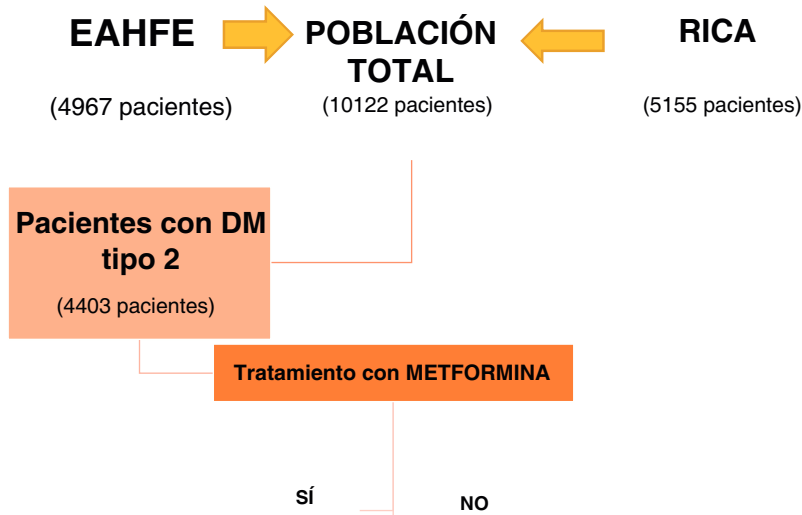 EAHFE
(4967 pacientes)
POBLACIÓN
TOTAL
(10122 pacientes)
RICA
(5155 pacientes)
Pacientes con DM
tipo 2
(4403 pacientes)
Tratamiento con METFORMINA
SÍ
NO